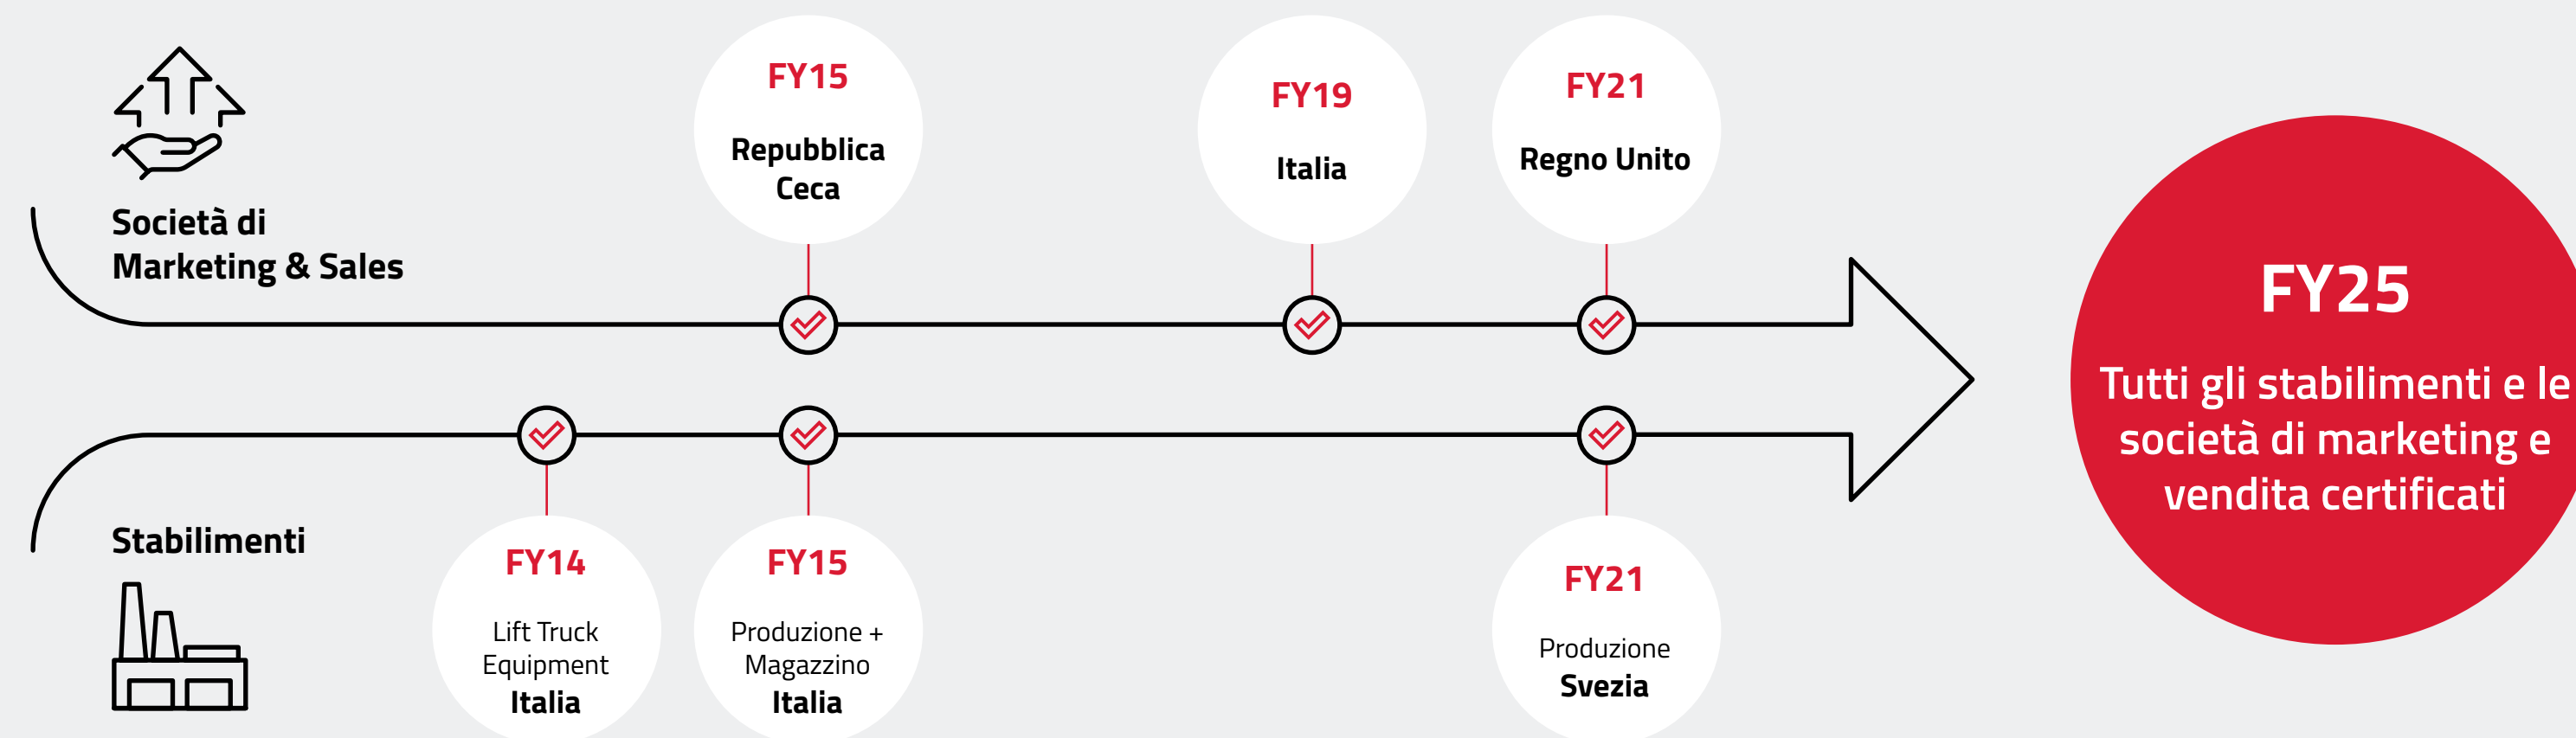 Società di
Marketing & Sales
FY15
Repubblica
Ceca
FY19
Italia
FY21
Regno Unito
Stabilimenti
FY14
Lift Truck
Equipment
Italia
FY15
Produzione +
Magazzino
Italia
FY21
Produzione
Svezia
FY25
Tutti gli stabilimenti e le
società di marketing e
vendita certificati